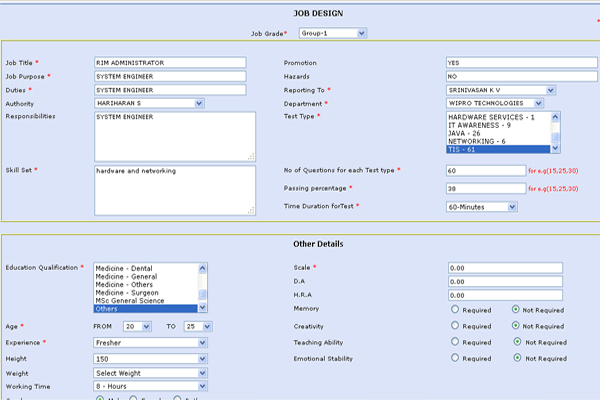 JOB DESIGN
Job Grade* Group-1
Job Title * RIM ADMINISTRATOR Promotion YES
Job Purpose * SYSTEM ENGINEER Hazards NO
Duties * SYSTEM ENGINEER Reporting To * SRINIVASAN K V
Authority HARIHARAN S Department * WIPRO TECHNOLOGIES
Responsibilities SYSTEM ENGINEER Test Type * HARDWARE SERVICES - 1
IT AWARENESS - 9
JAVA - 26
NETWORKING - 6
TIS - 61
Skill Set * hardware and networking No of Questions for each Test type * 60 for e.g(15,25,30)
Passing percentage * 38 for e.g(15,25,30)
Time Duration forTest * 60-Minutes
Other Details
Education Qualification * Medicine - Dental Scale * 0.00
Medicine - General
Medicine - Others D.A 0.00
Medicine - Surgeon
MSc General Science H.R.A 0.00
Others Memory Required Not Required
Age * FROM 20 TO 25 Creativity Required Not Required
Experience * Fresher Teaching Ability Required Not Required
Height 150 Emotional Stability Required Not Required
Weight Select Weight
Working Time 8 - Hours